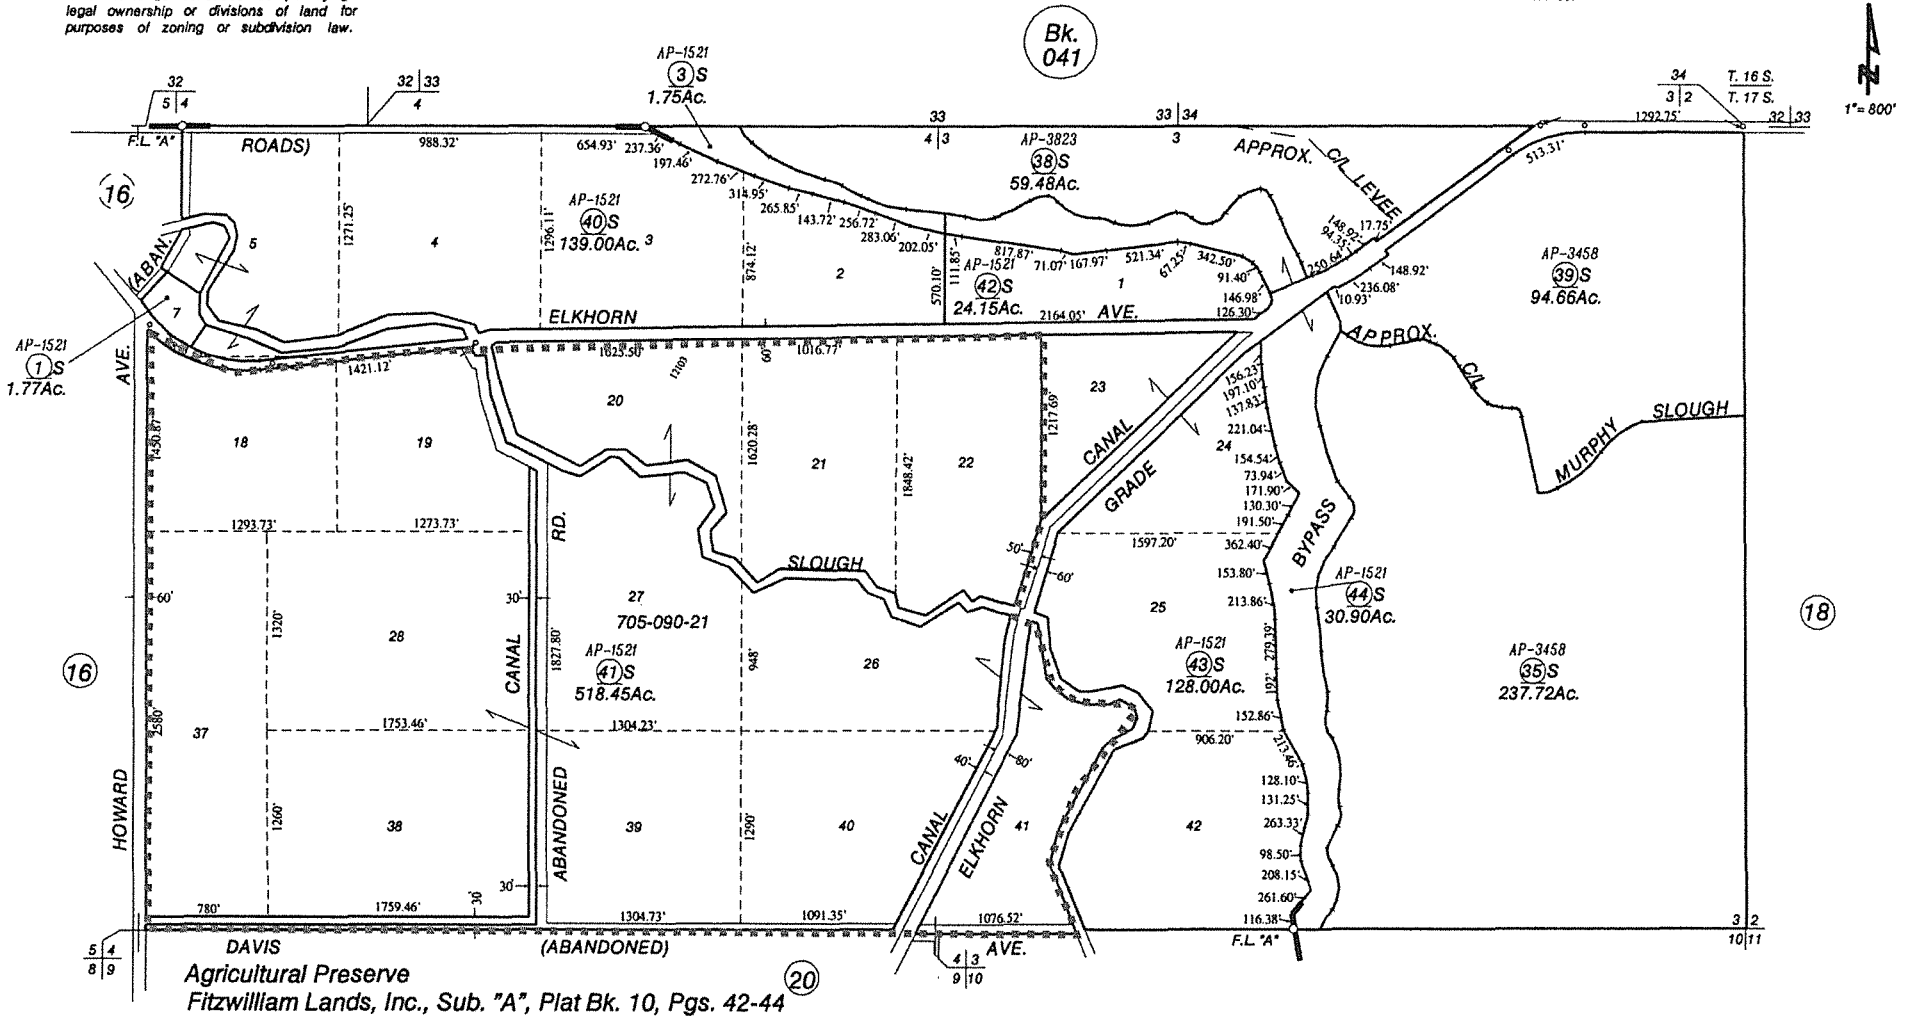 legal ownership or divisions of land for
purposes of zoning or subdivision law.
Bk.
041
1"= 800'
32
5 4
32 33
4
AP-1521
3 S
1.75Ac.
33
4 3
33 34
3
34
3 2
T. 16 S.
T. 17 S.
1292.75'
32 33
F.L. "A"
ROADS)
988.32'
654.93'
237.36'
197.46'
272.76'
314.95'
265.85'
143.72'
256.72'
283.06'
202.05'
AP-3823
38 S
59.48Ac.
APPROX.
C/L LEVEE
513.31'
16
(ABAN.
5
1271.25'
4
1296.11'
AP-1521
40 S
139.00Ac.
3
874.12'
2
570.10'
111.85'
817.87'
71.07'
167.97'
521.34'
67.25'
342.50'
91.40'
146.98'
126.30'
AP-1521
42 S
24.15Ac.
1
2164.05'
148.92'
94.35'
17.75'
250.64'
148.92'
236.08'
10.93'
AP-3458
39 S
94.66Ac.
7
ELKHORN
AVE.
AP-1521
1 S
1.77Ac.
AVE.
1421.12'
1625.50'
12103
60'
1016.77'
APPROX.
C/L
MURPHY
SLOUGH
1450.87'
18
19
20
1620.28'
21
1848.42'
22
1217.69'
23
CANAL
GRADE
156.23'
197.10'
137.83'
221.04'
24
154.54'
73.94'
171.90'
130.30'
191.50'
362.40'
153.80'
213.86'
279.39'
192'
152.86'
213.46'
128.10'
131.25'
263.33'
98.50'
208.15'
261.60'
116.38'
1293.73'
1273.73'
RD.
SLOUGH
50'
60'
1597.20'
BYPASS
AP-1521
44 S
30.90Ac.
60'
30'
27
705-090-21
25
1320'
28
CANAL
1827.80'
AP-1521
41 S
518.45Ac.
948'
26
AP-1521
43 S
128.00Ac.
AP-3458
35 S
237.72Ac.
18
16
2580'
37
1753.46'
1304.23'
906.20'
40'
80'
HOWARD
1260'
38
ABANDONED
39
1290'
40
CANAL
ELKHORN
41
42
30'
30'
780'
1759.46'
1304.73'
1091.35'
1076.52'
F.L. "A"
3 2
10 11
5 4
8 9
DAVIS
(ABANDONED)
AVE.
4 3
9 10
Agricultural Preserve
20
Fitzwilliam Lands, Inc., Sub. "A", Plat Bk. 10, Pgs. 42-44